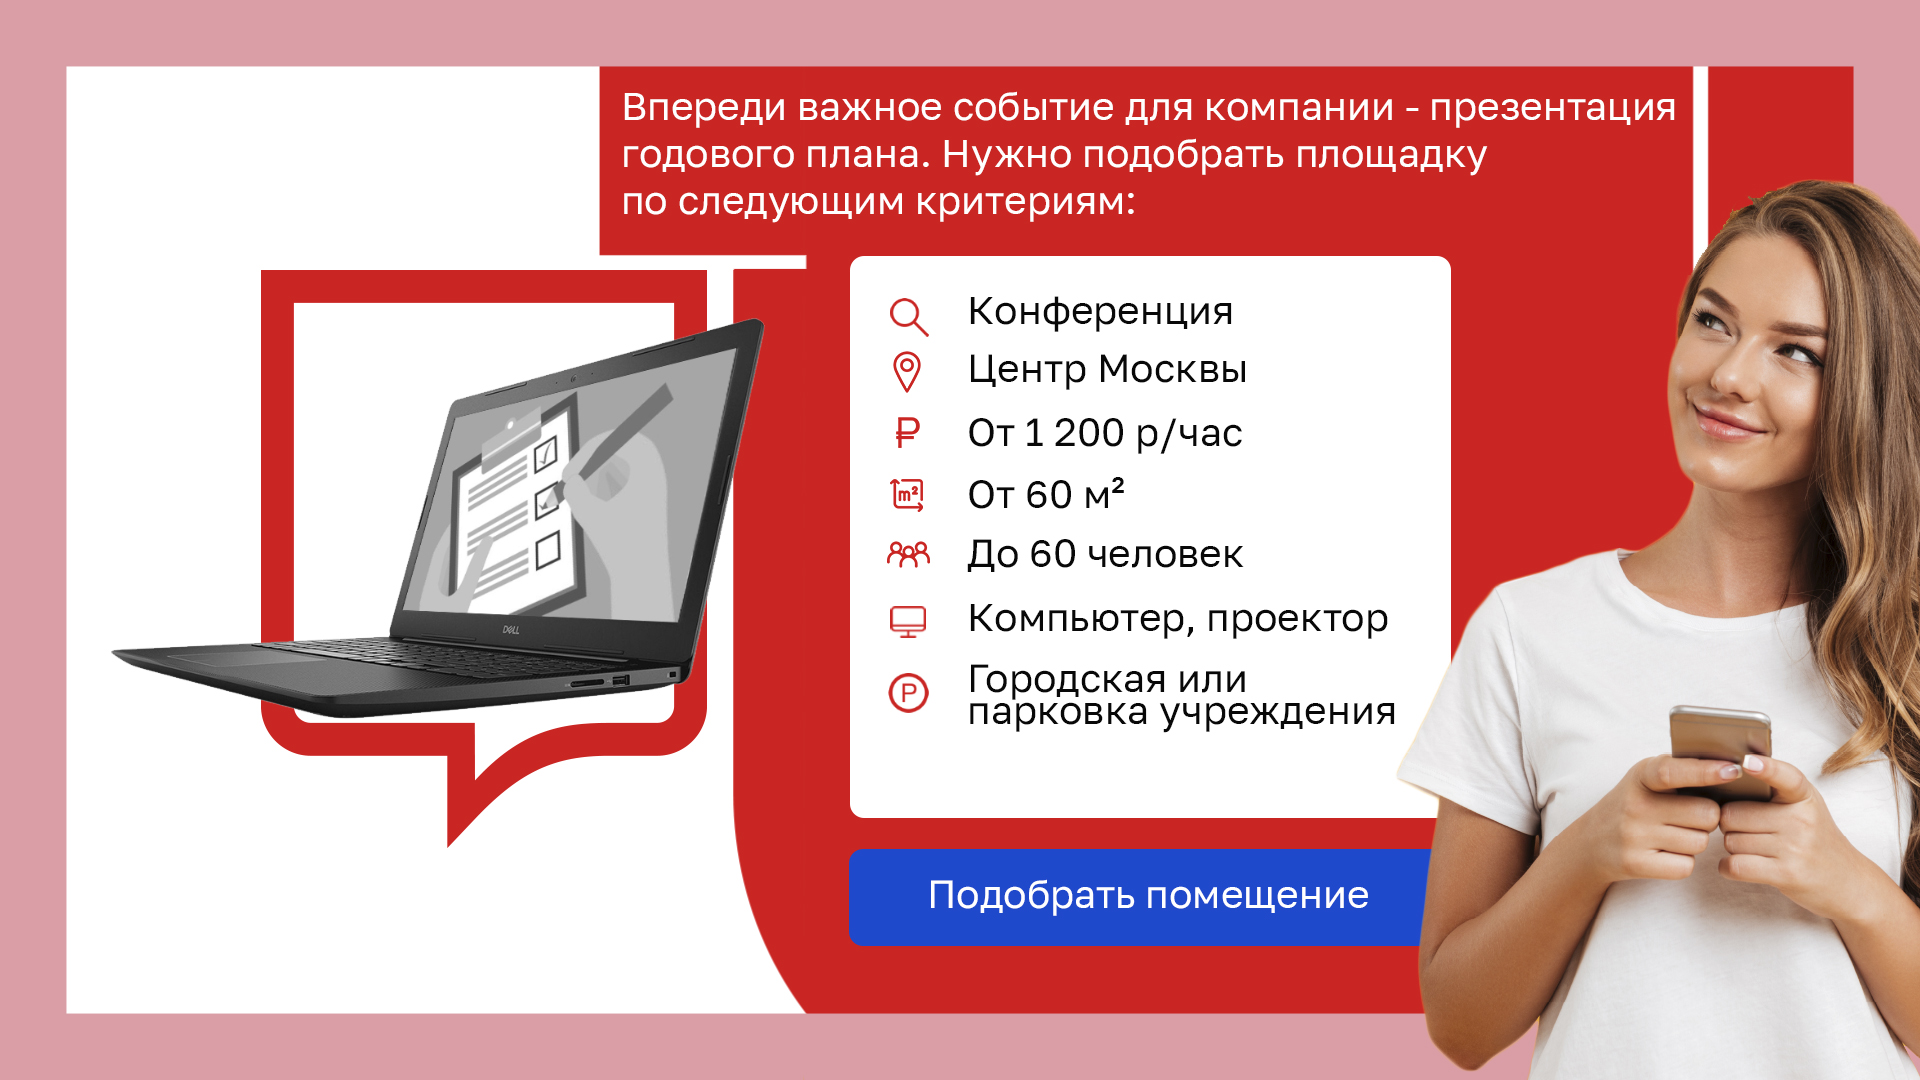 Впереди важное событие для компании - презентация
годового плана. Нужно подобрать площадку
по следующим критериям:
Конференция
Центр Москвы
От 1 200 р/час
m²
От 60 м²
До 60 человек
Компьютер, проектор
P
Городская или
парковка учреждения
Подобрать помещение
DELL